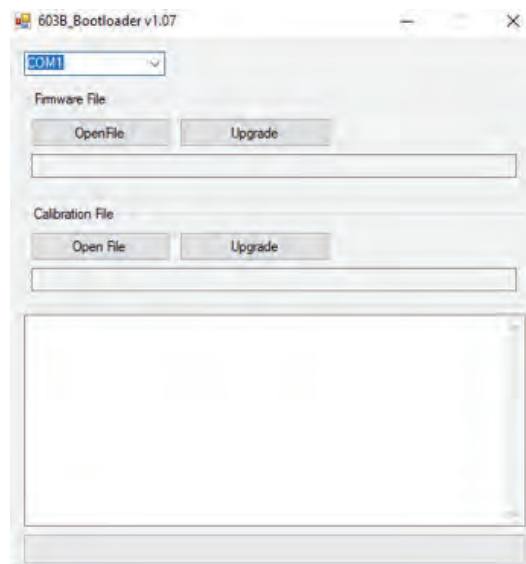 603B_Bootloader v1.07
COM1
Firmware File
OpenFile Upgrade
Calibration File
Open File Upgrade